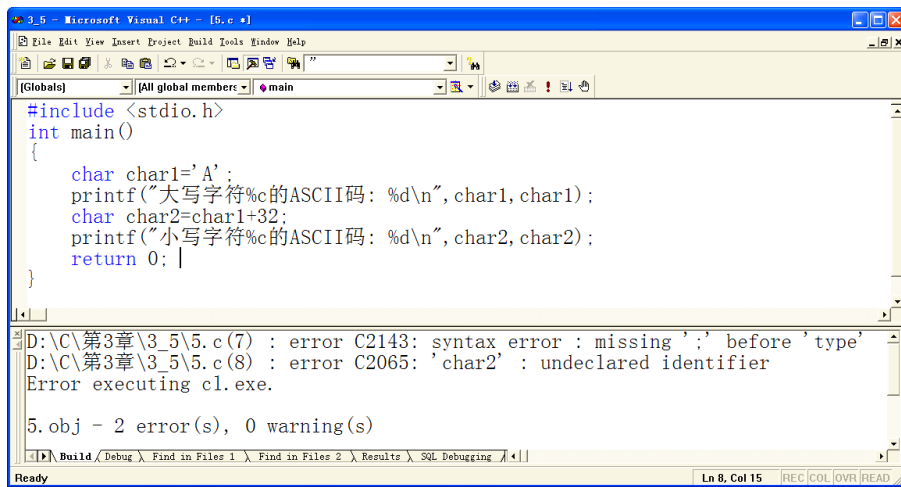 3_5 - Microsoft Visual C++ - [5.c *]
File Edit View Insert Project Build Tools Window Help
"
(Globals) [All global members main
#include <stdio.h>
int main()
{
char char1='A';
printf("大写字符%c的ASCII码: %d\n",char1,char1);
char char2=char1+32;
printf("小写字符%c的ASCII码: %d\n",char2,char2);
return 0;
}
D:\C\第3章\3_5\5.c(7) : error C2143: syntax error : missing ';' before 'type'
D:\C\第3章\3_5\5.c(8) : error C2065: 'char2' : undeclared identifier
Error executing cl.exe.
5.obj - 2 error(s), 0 warning(s)
Build Debug Find in Files 1 Find in Files 2 Results SQL Debugging
Ready Ln 8, Col 15 REC COL OVR READ